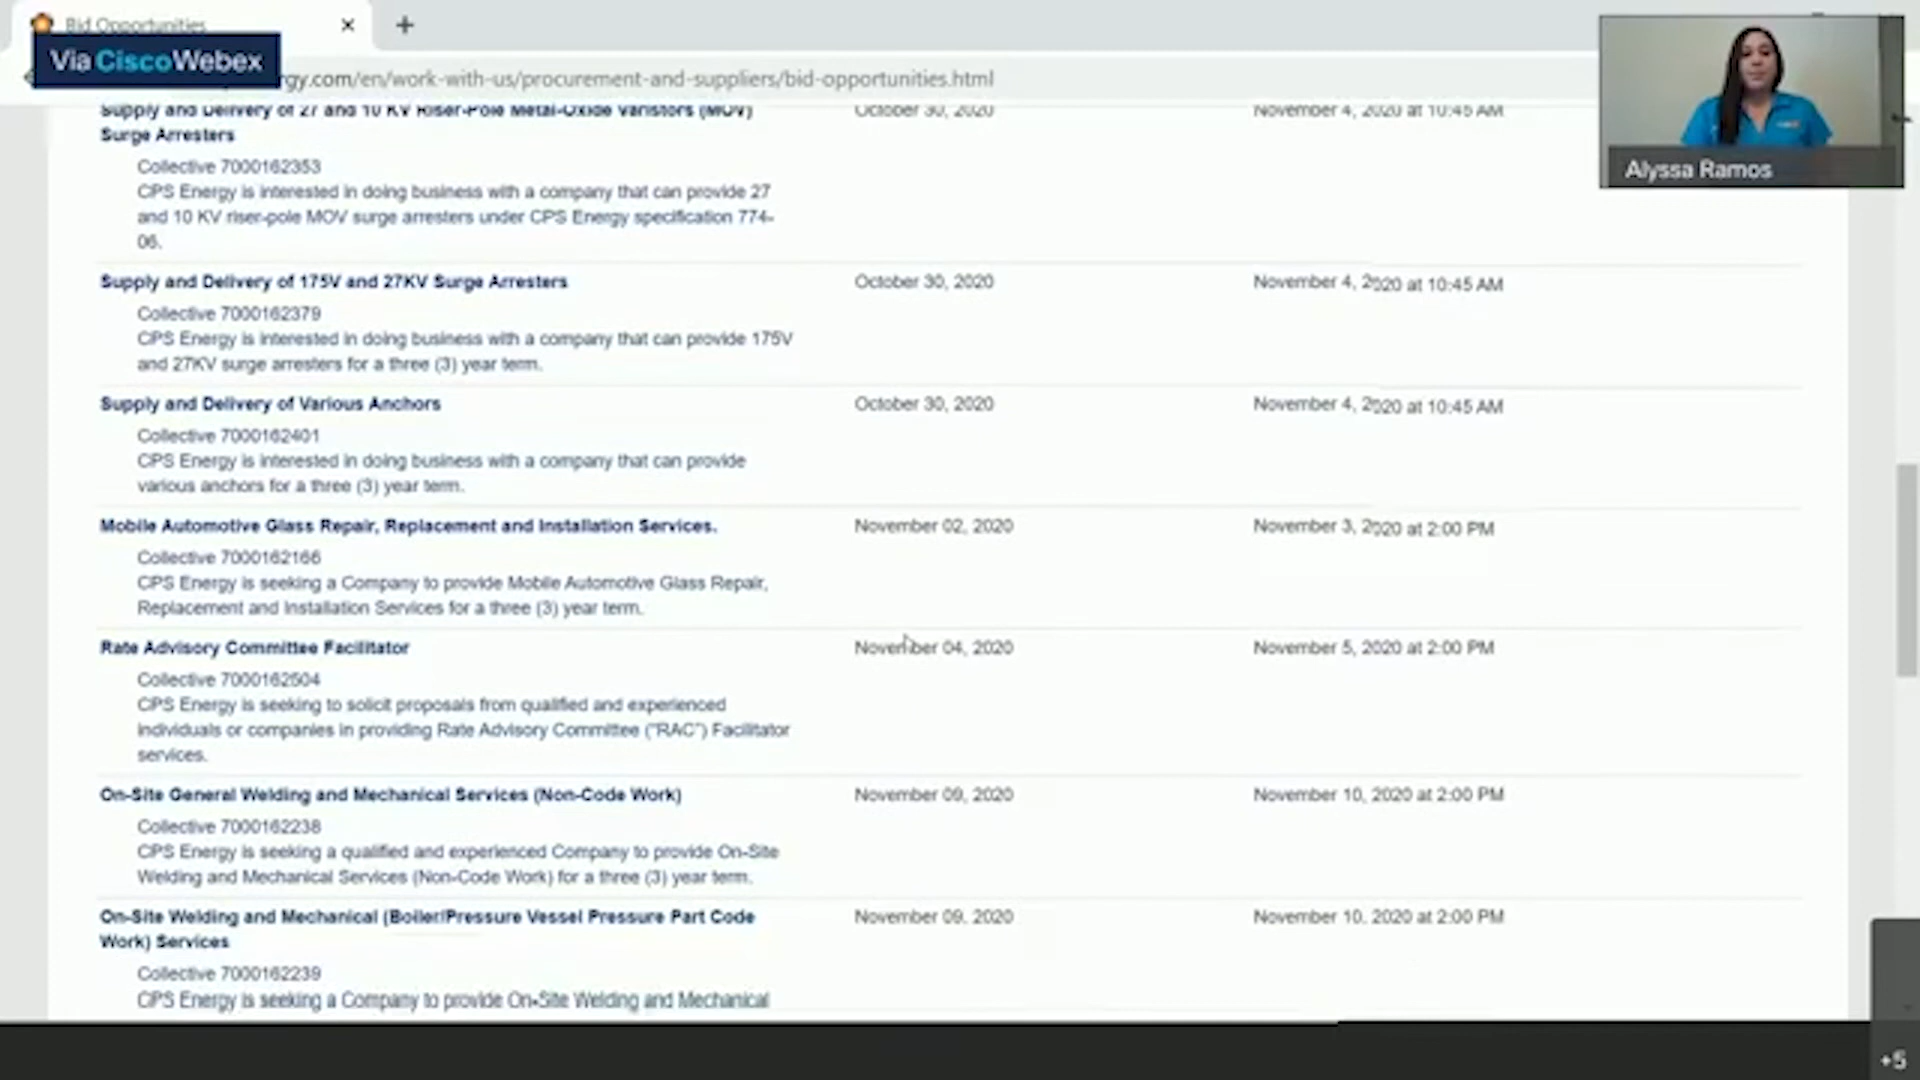 Bid Opportunities
Via CiscoWebex
gy.com/en/work-with-us/procurement-and-suppliers/bid-opportunities.html
Alyssa Ramos
Supply and Delivery of 27 and 10 KV Riser-Pole Metal-Oxide Varistors (MOV) October 30, 2020 November 4, 2020 at 10:45 AM
Surge Arresters
Collective 7000162353
CPS Energy is interested in doing business with a company that can provide 27
and 10 KV riser-pole MOV surge arresters under CPS Energy specification 774-
06.
Supply and Delivery of 175V and 27KV Surge Arresters October 30, 2020 November 4, 2020 at 10:45 AM
Collective 7000162379
CPS Energy is interested in doing business with a company that can provide 175V
and 27KV surge arresters for a three (3) year term.
Supply and Delivery of Various Anchors October 30, 2020 November 4, 2020 at 10:45 AM
Collective 7000162401
CPS Energy is interested in doing business with a company that can provide
various anchors for a three (3) year term.
Mobile Automotive Glass Repair, Replacement and Installation Services. November 02, 2020 November 3, 2020 at 2:00 PM
Collective 7000162166
CPS Energy is seeking a Company to provide Mobile Automotive Glass Repair,
Replacement and Installation Services for a three (3) year term.
Rate Advisory Committee Facilitator November 04, 2020 November 5, 2020 at 2:00 PM
Collective 7000162504
CPS Energy is seeking to solicit proposals from qualified and experienced
individuals or companies in providing Rate Advisory Committee ("RAC") Facilitator
services.
On-Site General Welding and Mechanical Services (Non-Code Work) November 09, 2020 November 10, 2020 at 2:00 PM
Collective 7000162238
CPS Energy is seeking a qualified and experienced Company to provide On-Site
Welding and Mechanical Services (Non-Code Work) for a three (3) year term.
On-Site Welding and Mechanical (Boiler/Pressure Vessel Pressure Part Code November 09, 2020 November 10, 2020 at 2:00 PM
Work) Services
Collective 7000162239
CPS Energy is seeking a Company to provide On-Site Welding and Mechanical
+5